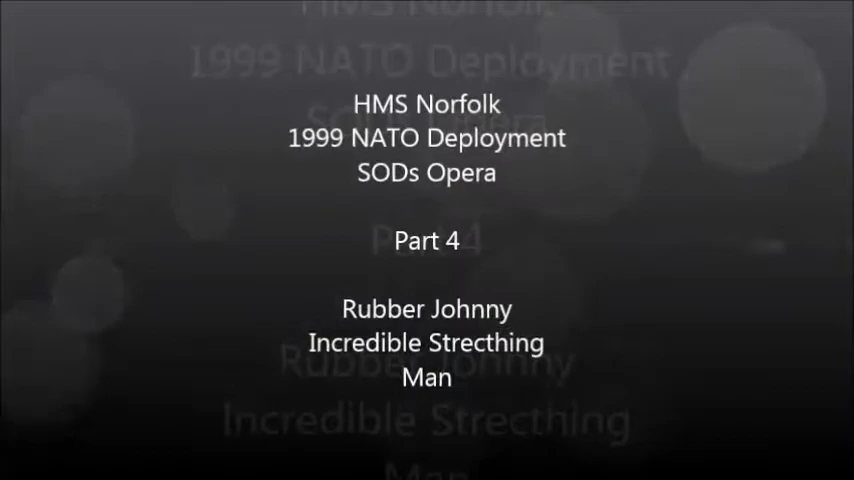 HMS Norfolk
1999 NATO Deployment
SODs Opera
Part 4
Rubber Johnny
Incredible Strecthing
Man